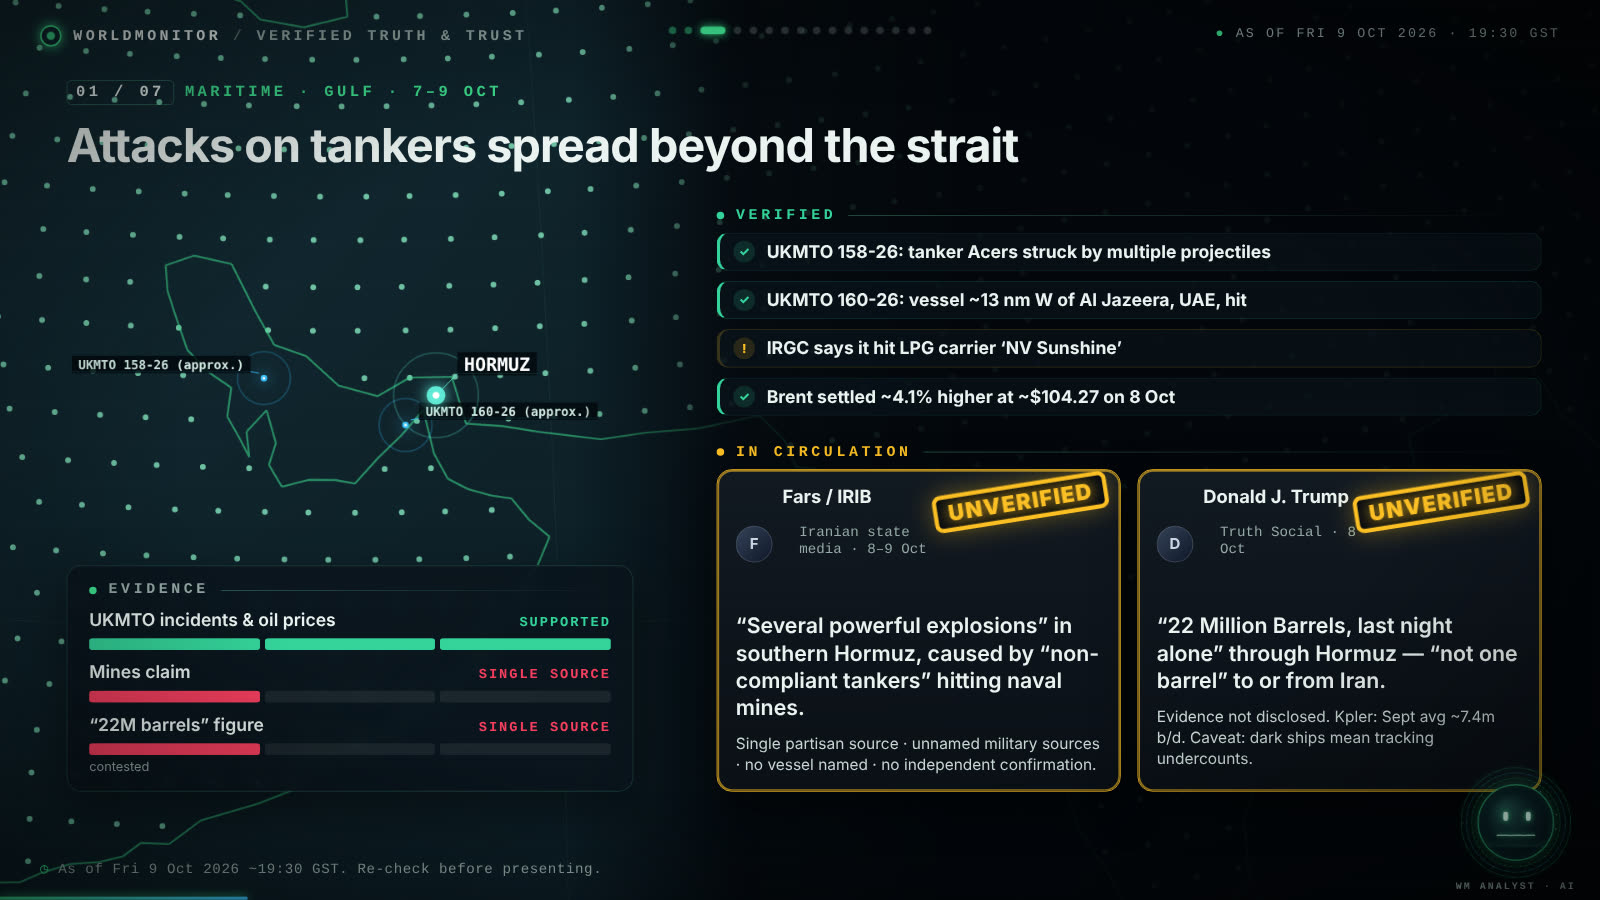 WORLDMONITOR / VERIFIED TRUTH & TRUST
AS OF FRI 9 OCT 2026 · 19:30 GST
01 / 07 MARITIME · GULF · 7–9 OCT
Attacks on tankers spread beyond the strait
UKMTO 158-26 (approx.)
HORMUZ
UKMTO 160-26 (approx.)
EVIDENCE
UKMTO incidents & oil prices SUPPORTED
Mines claim SINGLE SOURCE
“22M barrels” figure SINGLE SOURCE
contested
VERIFIED
UKMTO 158-26: tanker Acers struck by multiple projectiles
UKMTO 160-26: vessel ~13 nm W of Al Jazeera, UAE, hit
! IRGC says it hit LPG carrier ‘NV Sunshine’
Brent settled ~4.1% higher at ~$104.27 on 8 Oct
IN CIRCULATION
Fars / IRIB
UNVERIFIED
F
Iranian state
media · 8–9 Oct
“Several powerful explosions” in
southern Hormuz, caused by “non-
compliant tankers” hitting naval
mines.
Single partisan source · unnamed military sources
· no vessel named · no independent confirmation.
Donald J. Trump
UNVERIFIED
D
Truth Social · 8
Oct
“22 Million Barrels, last night
alone” through Hormuz — “not one
barrel” to or from Iran.
Evidence not disclosed. Kpler: Sept avg ~7.4m
b/d. Caveat: dark ships mean tracking
undercounts.
As of Fri 9 Oct 2026 ~19:30 GST. Re-check before presenting.
WM ANALYST · AI